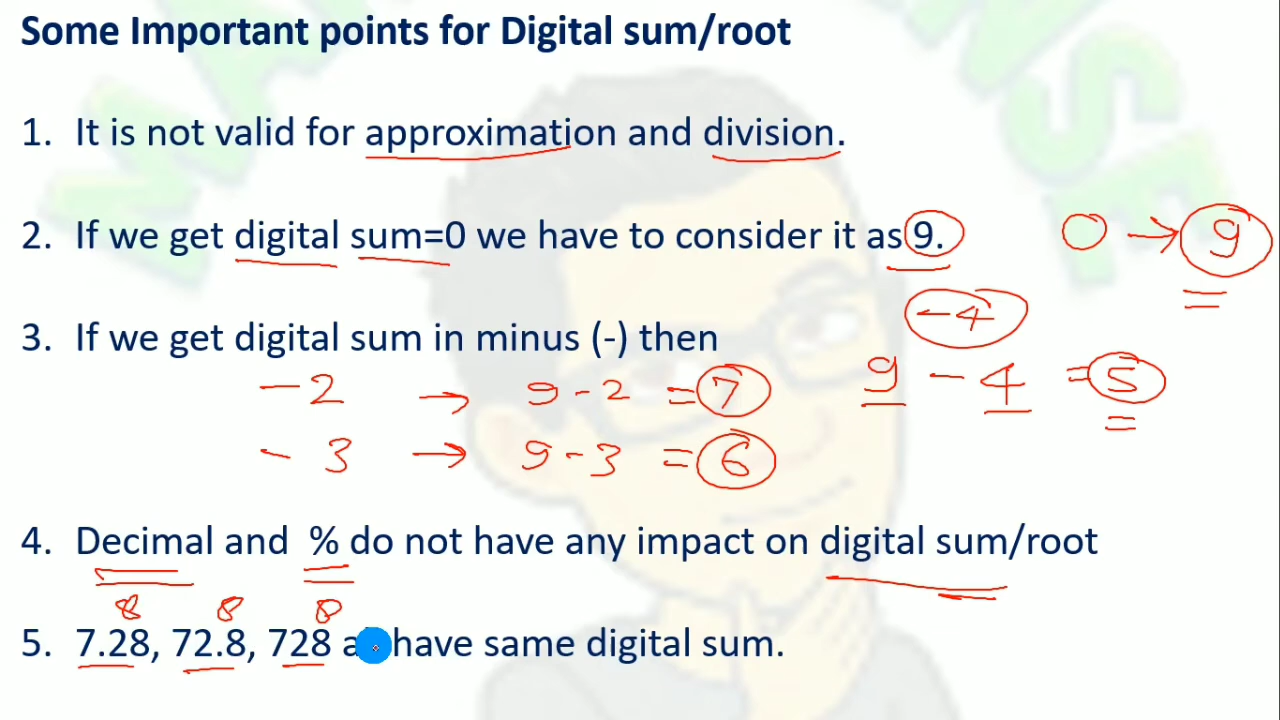 Some Important points for Digital sum/root
1. It is not valid for approximation and division.
2. If we get digital sum=0 we have to consider it as 9. 0 → 9
-4
3. If we get digital sum in minus (-) then
9 - 4 = 5
-2 → 9 - 2 = 7
- 3 → 9 - 3 = 6
4. Decimal and % do not have any impact on digital sum/root
8 8 8
5. 7.28, 72.8, 728 have same digital sum.